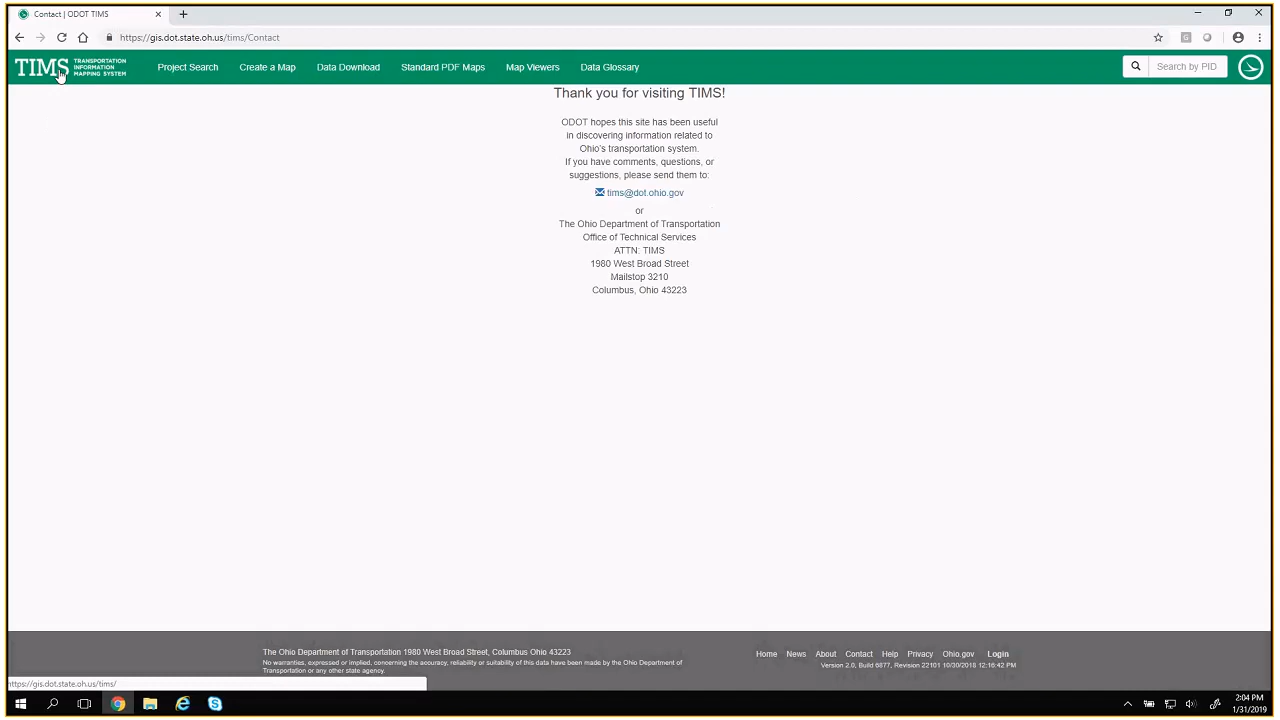 Contact | ODOT TIMS
https://gis.dot.state.oh.us/tims/Contact
TIMS TRANSPORTATION INFORMATION MAPPING SYSTEM
Project Search
Create a Map
Data Download
Standard PDF Maps
Map Viewers
Data Glossary
Search by PID
Thank you for visiting TIMS!
ODOT hopes this site has been useful
in discovering information related to
Ohio's transportation system.
If you have comments, questions, or
suggestions, please send them to:
tims@dot.ohio.gov
or
The Ohio Department of Transportation
Office of Technical Services
ATTN: TIMS
1980 West Broad Street
Mailstop 3210
Columbus, Ohio 43223
The Ohio Department of Transportation 1980 West Broad Street, Columbus Ohio 43223
No warranties, expressed or implied, concerning the accuracy, reliability or suitability of this data have been made by the Ohio Department of
Transportation or any other state agency.
Home News About Contact Help Privacy Ohio.gov Login
Version 2.0, Build 6877, Revision 22101 10/30/2018 12:16:42 PM
https://gis.dot.state.oh.us/tims/
2:04 PM
1/31/2019